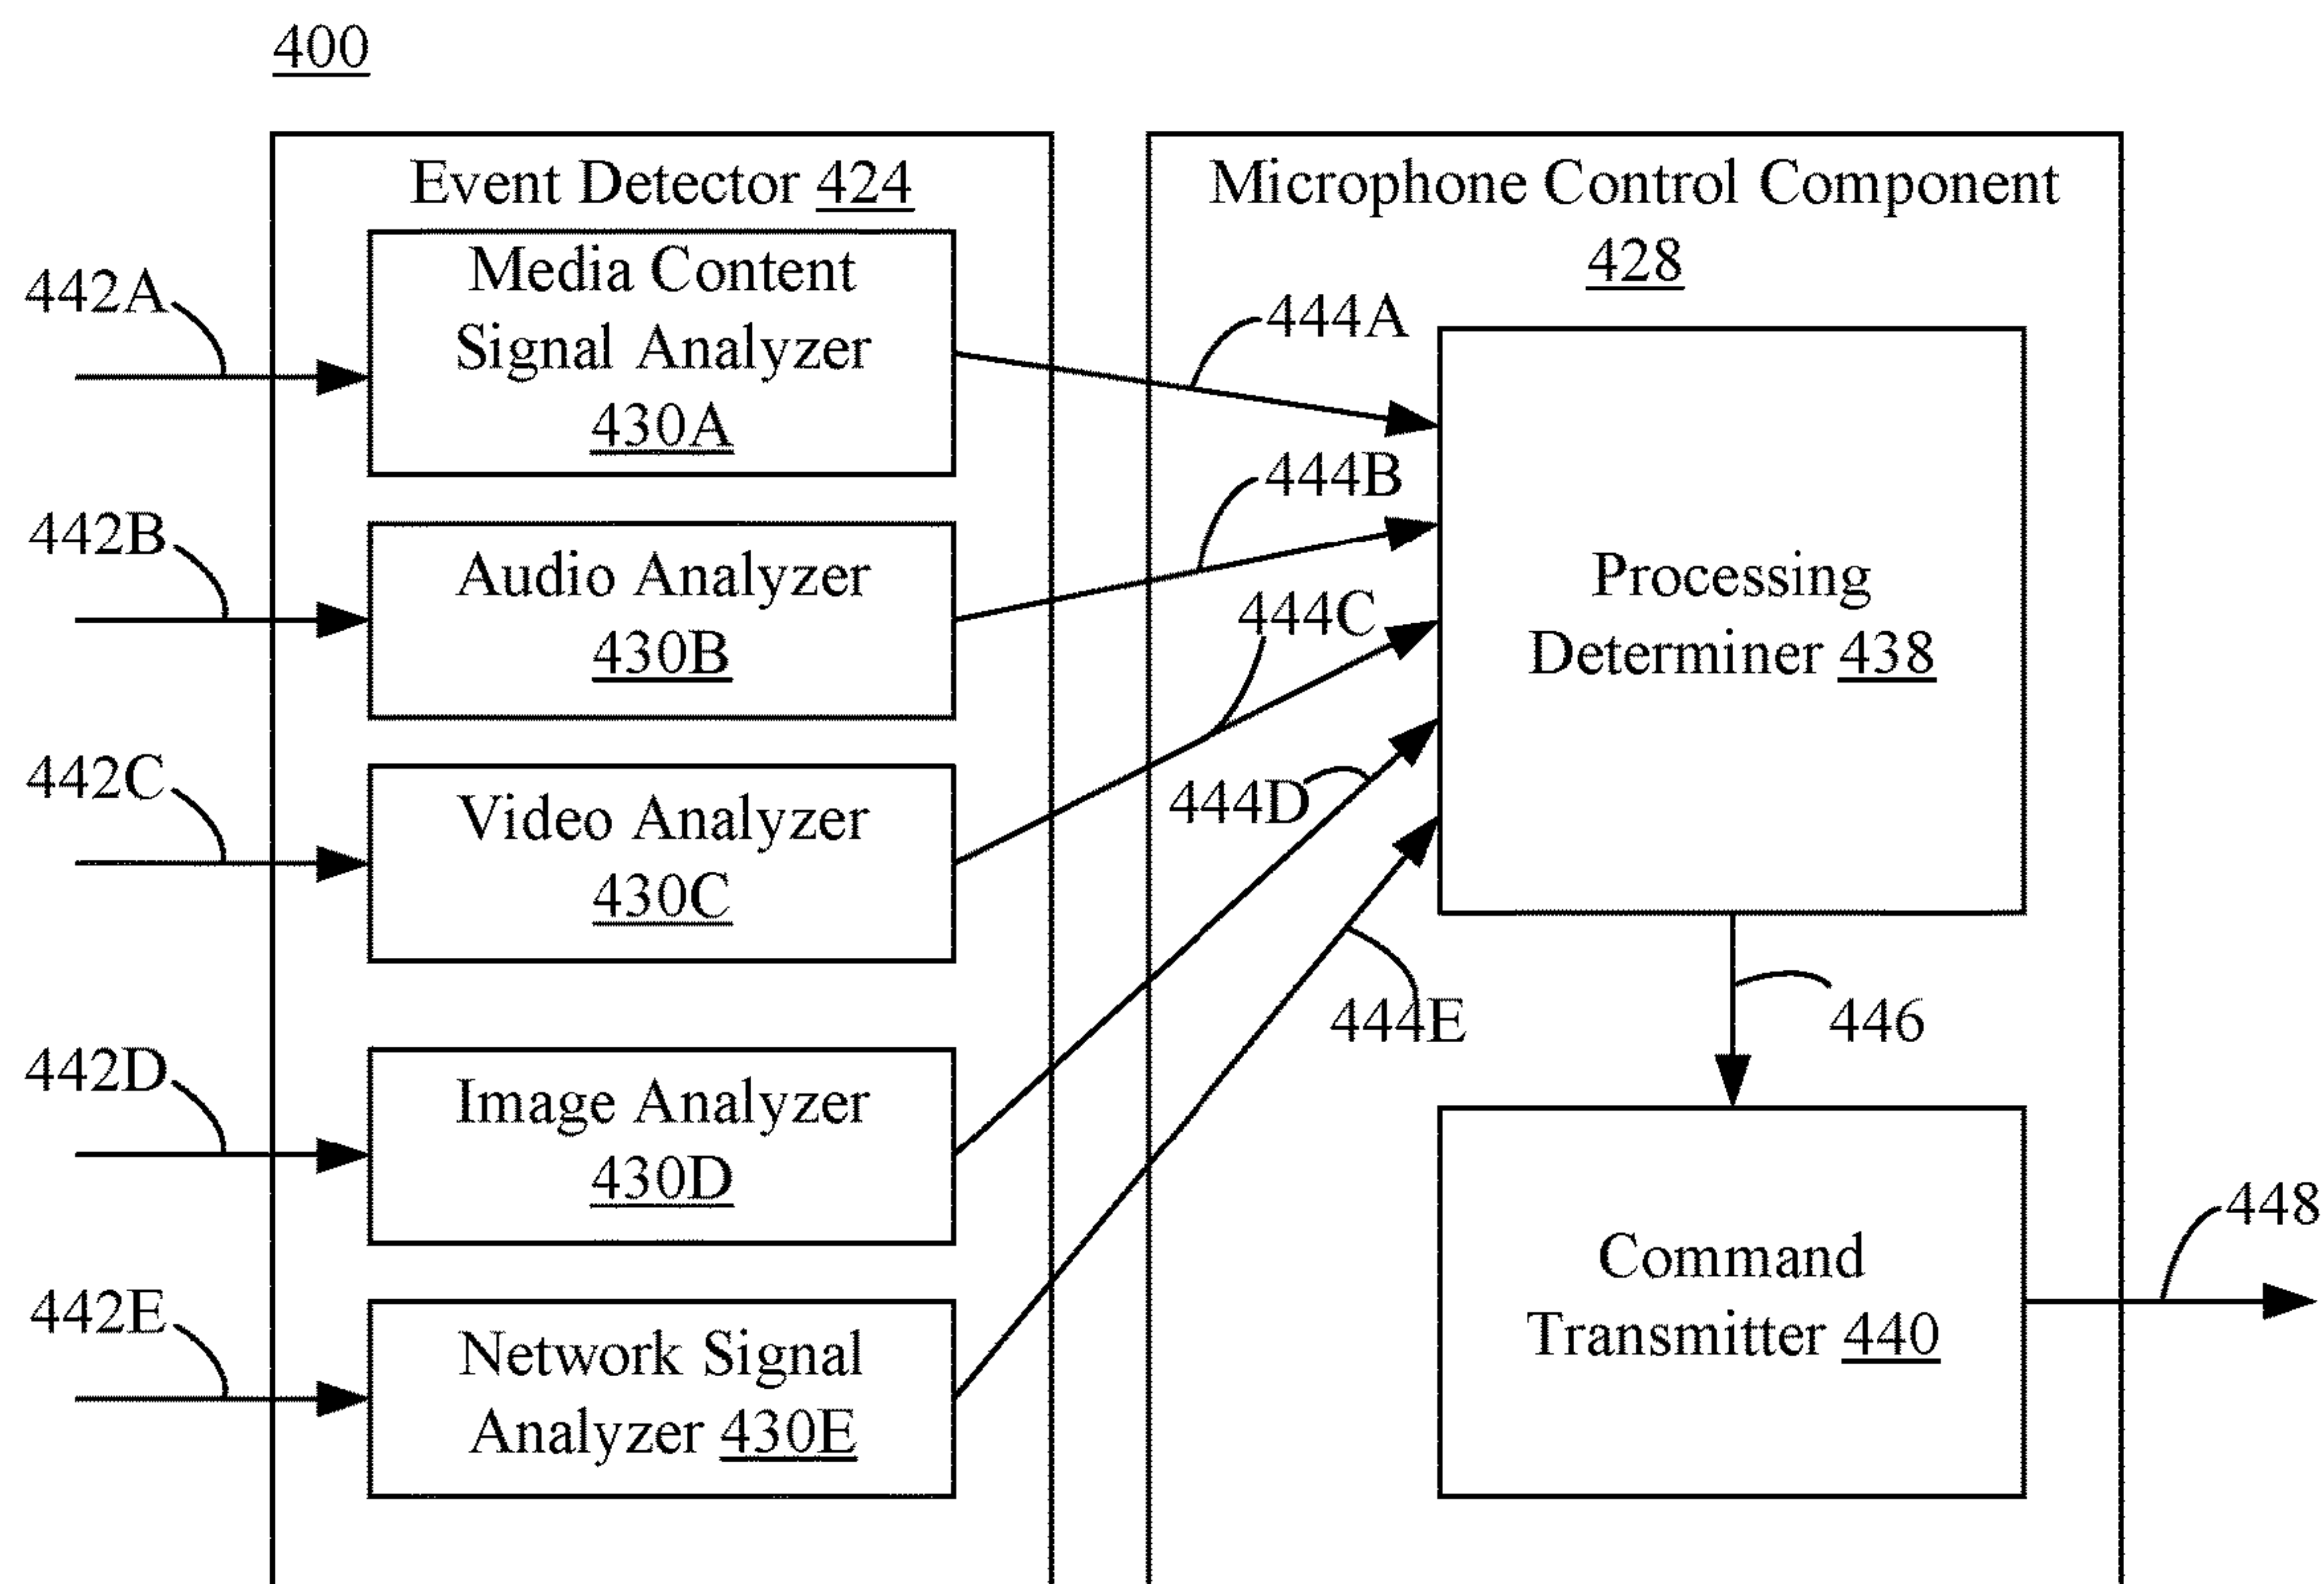 400
Event Detector 424
Microphone Control Component
428
442A
Media Content
Signal Analyzer
430A
444A
442B
Audio Analyzer
430B
444B
442C
Video Analyzer
430C
444C
444D
442D
Image Analyzer
430D
444E
442E
Network Signal
Analyzer 430E
Processing
Determiner 438
446
Command
Transmitter 440
448